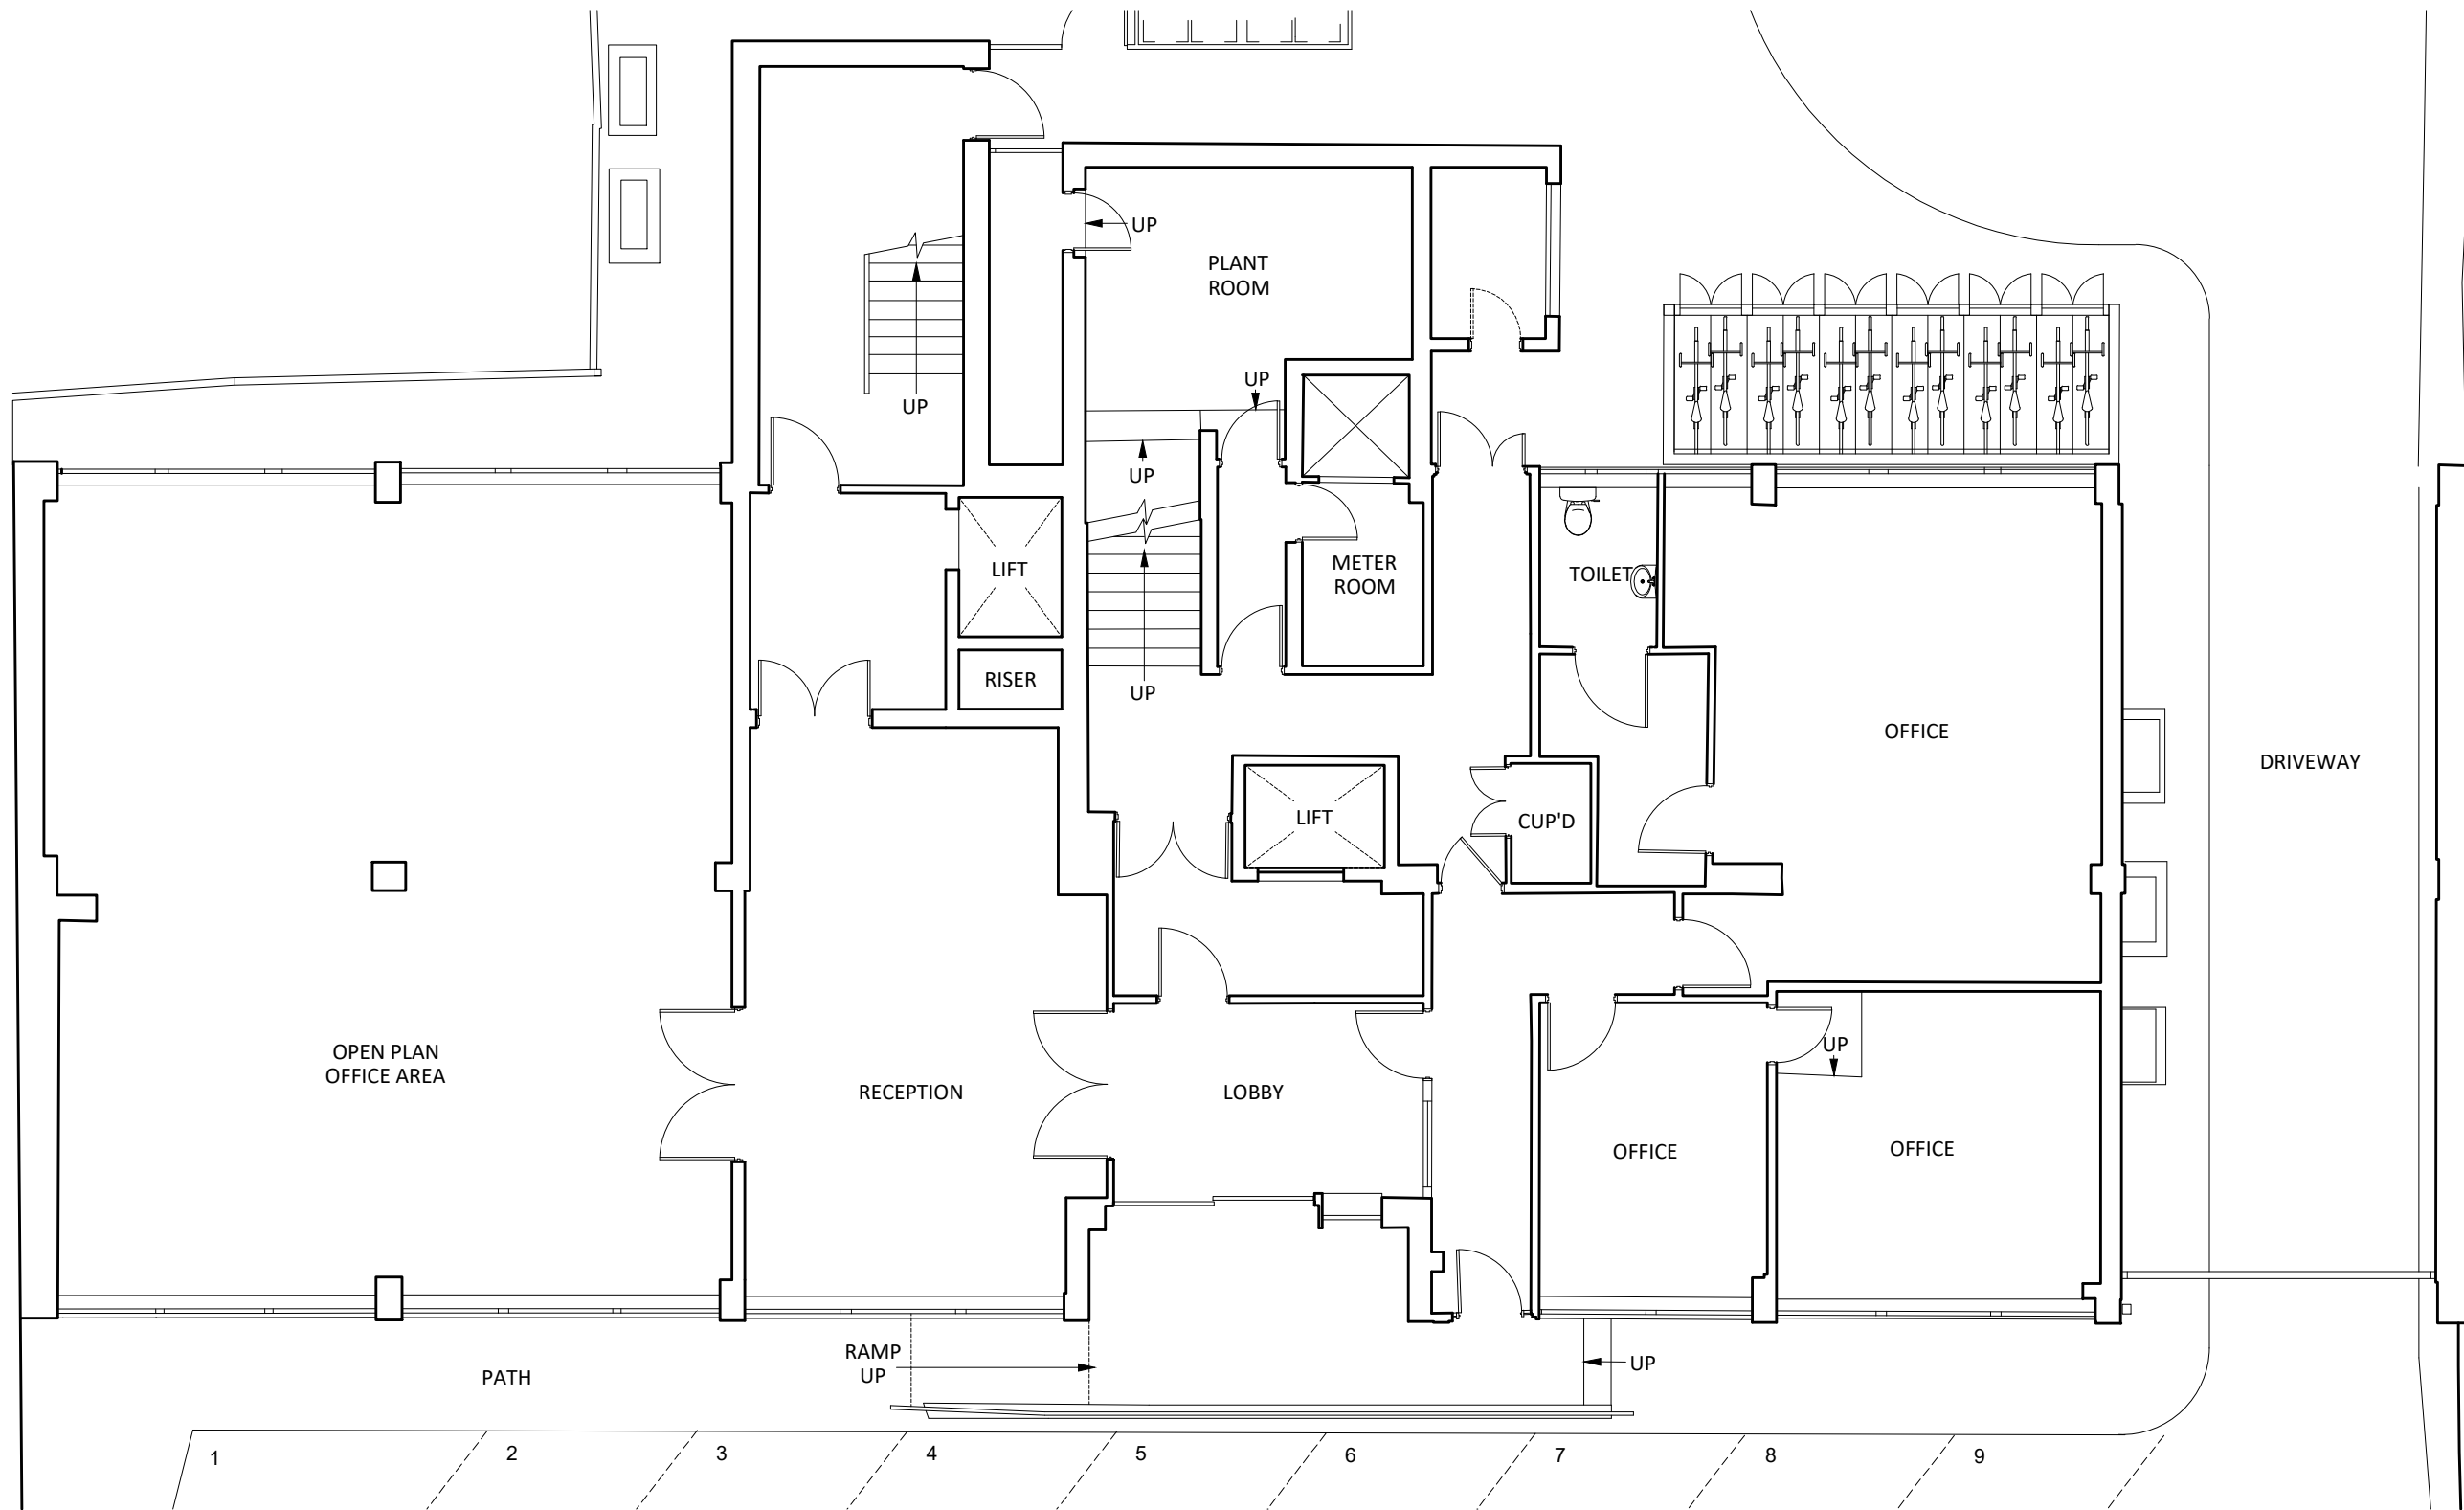 UP
PLANT
ROOM
UP
UP
UP
LIFT
METER
ROOM
TOILET
RISER
UP
OFFICE
DRIVEWAY
LIFT
CUP'D
OPEN PLAN
OFFICE AREA
UP
RECEPTION
LOBBY
OFFICE
OFFICE
RAMP
UP
UP
PATH
1
2
3
4
5
6
7
8
9